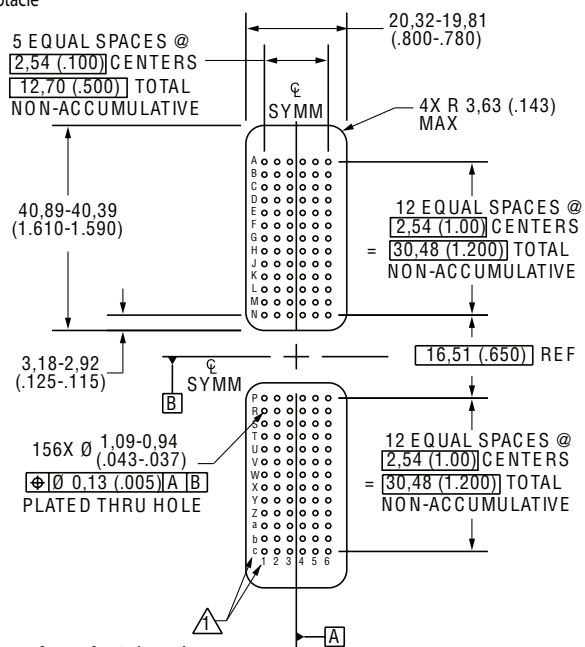 5 EQUAL SPACES @
2,54 (.100) CENTERS
12,70 (.500) TOTAL
NON-ACCUMULATIVE
20,32-19,81
(.800-.780)
℄
SYMM
4X R 3,63 (.143)
MAX
40,89-40,39
(1.610-1.590)
A
B
C
D
E
F
G
H
J
K
L
M
N
12 EQUAL SPACES @
2,54 (1.00) CENTERS
= 30,48 (1.200) TOTAL
NON-ACCUMULATIVE
3,18-2,92
(.125-.115)
℄
SYMM
B
16,51 (.650) REF
156X Ø 1,09-0,94
(.043-.037)
⌖ Ø 0,13 (.005) A B
PLATED THRU HOLE
P
R
S
T
U
V
W
X
Y
Z
a
b
c
1 2 3 4 5 6
12 EQUAL SPACES @
2,54 (1.00) CENTERS
= 30,48 (1.200) TOTAL
NON-ACCUMULATIVE
1
A